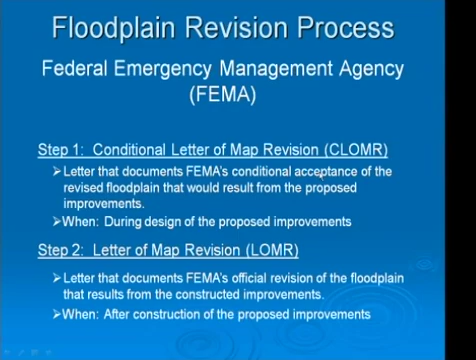 Floodplain Revision Process
Federal Emergency Management Agency
(FEMA)
Step 1: Conditional Letter of Map Revision (CLOMR)
Letter that documents FEMA's conditional acceptance of the
revised floodplain that would result from the proposed
improvements.
When: During design of the proposed improvements
Step 2: Letter of Map Revision (LOMR)
Letter that documents FEMA's official revision of the floodplain
that results from the constructed improvements.
When: After construction of the proposed improvements